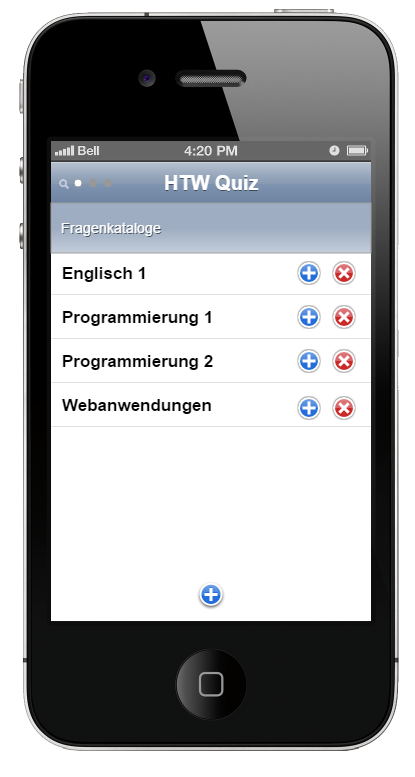 Bell 4:20 PM
HTW Quiz
Fragenkataloge
Englisch 1
Programmierung 1
Programmierung 2
Webanwendungen